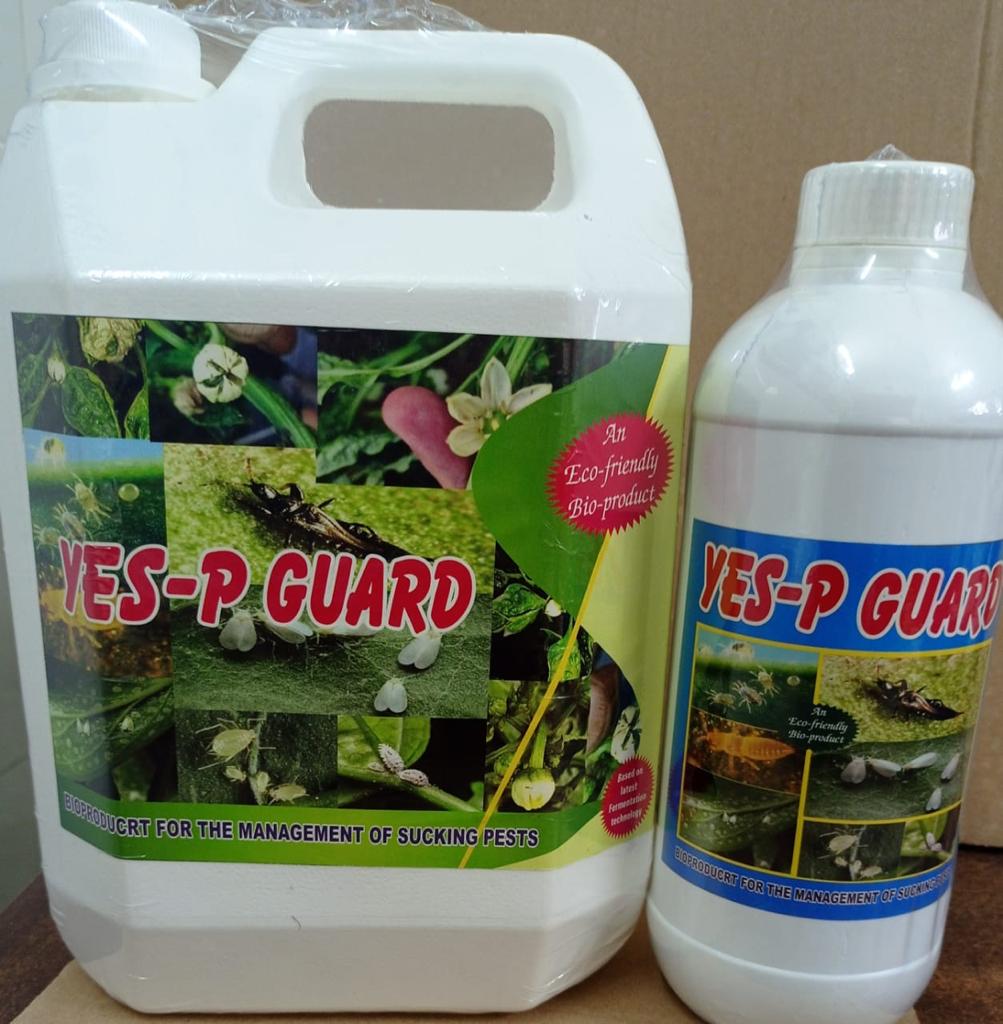 An
Eco-friendly
Bio-product
YES-P GUARD
Based on
latest
Fermentation
technology
BIOPRODUCRT FOR THE MANAGEMENT OF SUCKING PESTS
YES-P GUARD
An
Eco-friendly
Bio-product
BIOPRODUCRT FOR THE MANAGEMENT OF SUCKING